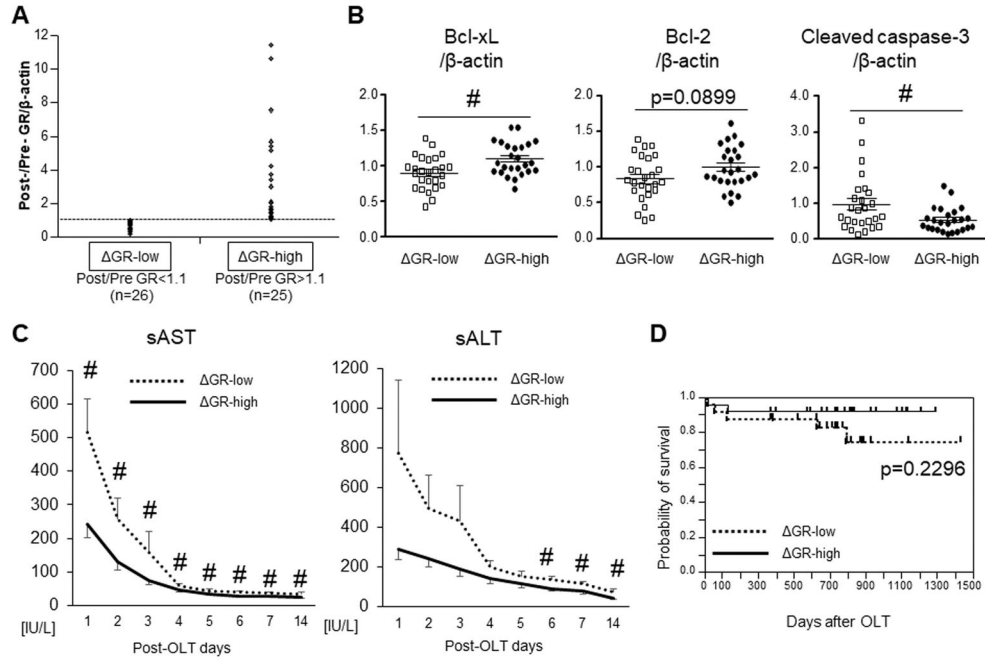 A
Post-/Pre- GR/β-actin
12
10
8
6
4
2
0
ΔGR-low
ΔGR-high
Post/Pre GR<1.1
(n=26)
Post/Pre GR>1.1
(n=25)
B
Bcl-xL
/β-actin
#
2.0
1.5
1.0
0.5
0.0
ΔGR-low
ΔGR-high
Bcl-2
/β-actin
p=0.0899
2.0
1.5
1.0
0.5
0.0
ΔGR-low
ΔGR-high
Cleaved caspase-3
/β-actin
#
4.0
3.0
2.0
1.0
0.0
ΔGR-low
ΔGR-high
C
sAST
700
600
500
400
300
200
100
0
[IU/L]
ΔGR-low
ΔGR-high
# # # # # # # #
1 2 3 4 5 6 7 14
Post-OLT days
sALT
1200
1000
800
600
400
200
0
[IU/L]
ΔGR-low
ΔGR-high
# # #
1 2 3 4 5 6 7 14
Post-OLT days
D
Probability of survival
1.0
0.8
0.6
0.4
0.2
0.0
p=0.2296
ΔGR-low
ΔGR-high
0 100 300 500 700 900 1100 1300 1500
Days after OLT